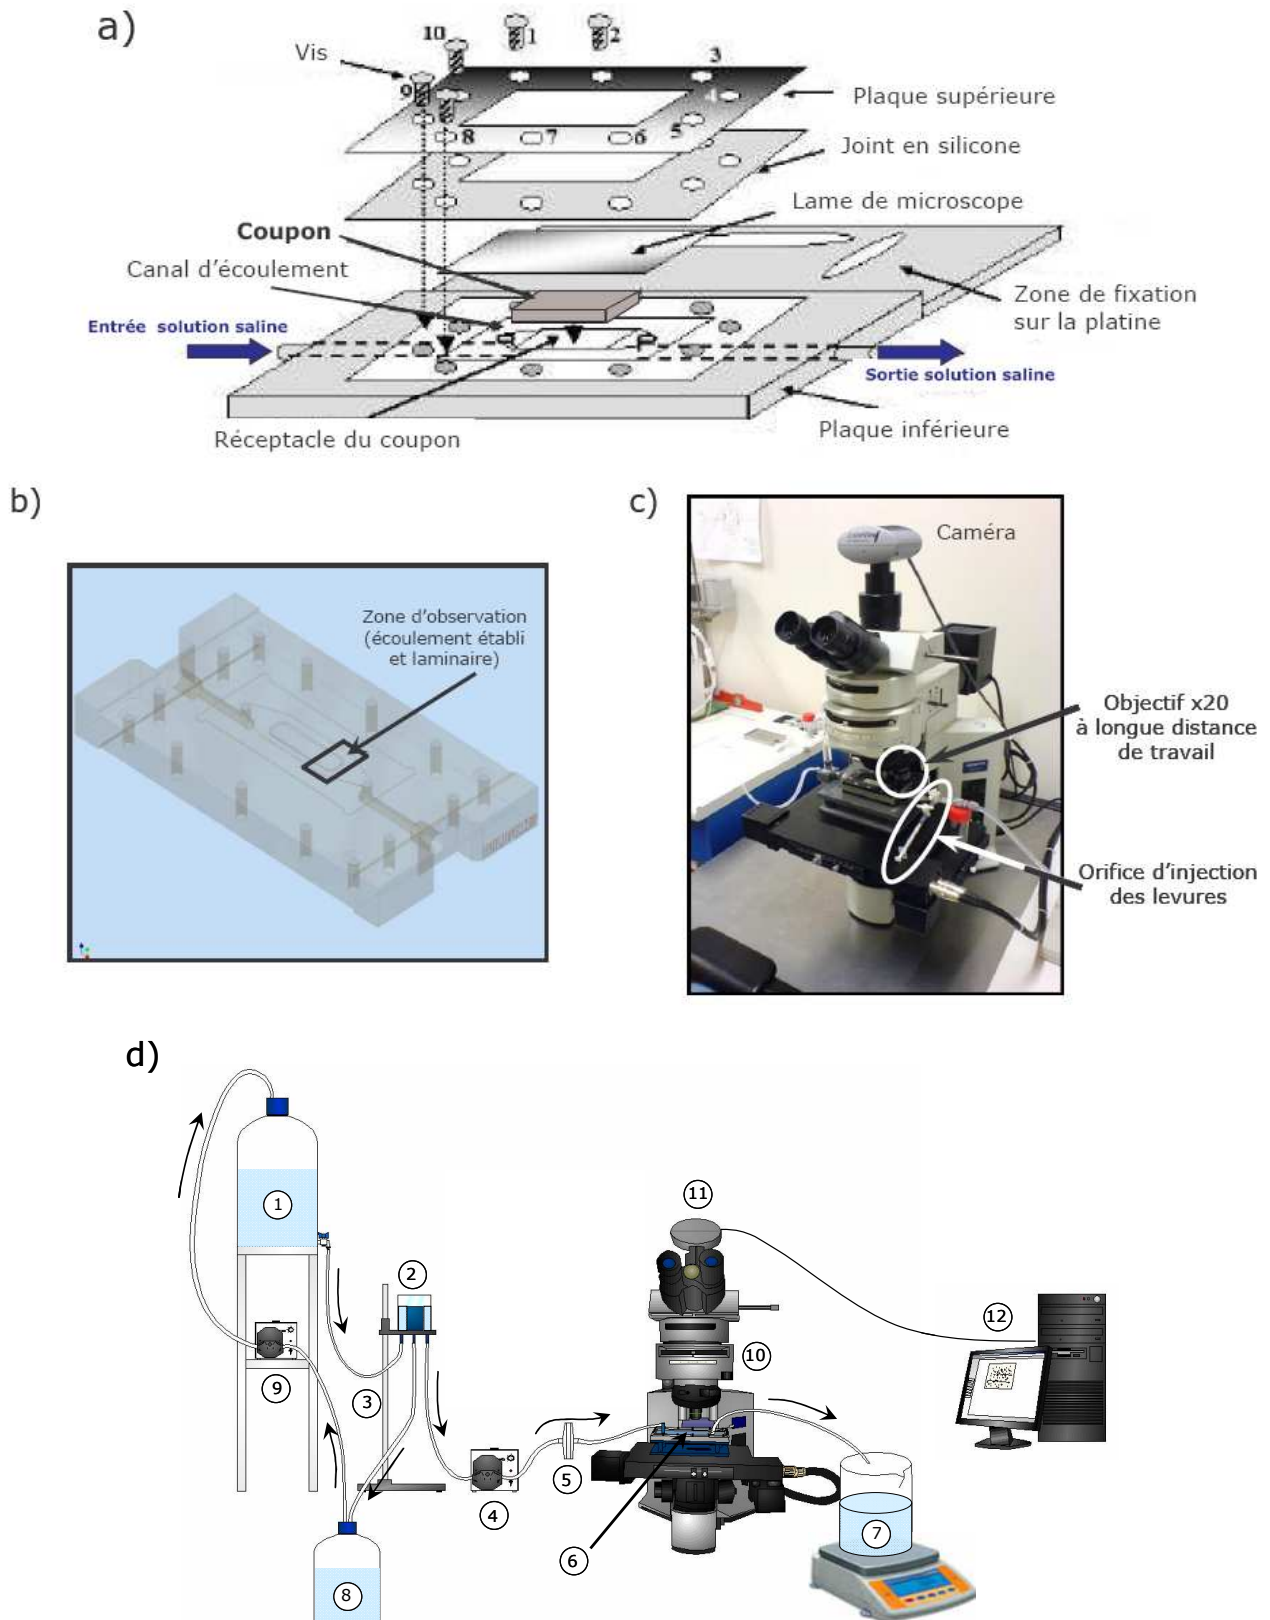 a)
10
1
2
Vis
3
9
4
Plaque supérieure
5
8
7
6
Joint en silicone
Lame de microscope
Coupon
Canal d'écoulement
Zone de fixation
sur la platine
Entrée solution saline
Sortie solution saline
Réceptacle du coupon
Plaque inférieure
b)
Zone d'observation
(écoulement établi
et laminaire)
c)
Caméra
Objectif x20
à longue distance
de travail
Orifice d'injection
des levures
d)
1
2
3
4
5
6
7
8
9
10
11
12